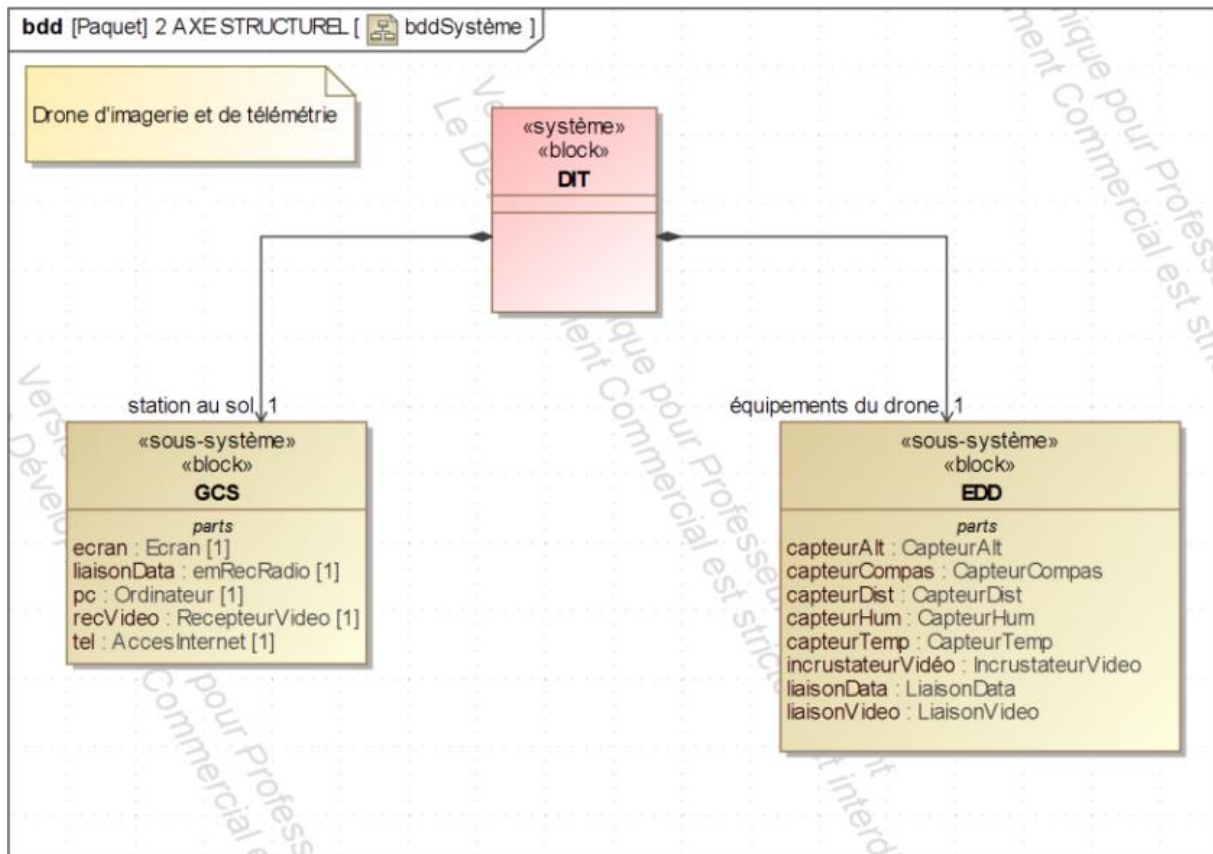 bdd [Paquet] 2 AXE STRUCTUREL [ bddSystème ]
Drone d'imagerie et de télémétrie
«système»
«block»
DIT
station au sol 1
équipements du drone 1
«sous-système»
«block»
GCS
parts
ecran : Ecran [1]
liaisonData : emRecRadio [1]
pc : Ordinateur [1]
recVideo : RecepteurVideo [1]
tel : AccesInternet [1]
«sous-système»
«block»
EDD
parts
capteurAlt : CapteurAlt
capteurCompas : CapteurCompas
capteurDist : CapteurDist
capteurHum : CapteurHum
capteurTemp : CapteurTemp
incrustateurVidéo : IncrustateurVideo
liaisonData : LiaisonData
liaisonVideo : LiaisonVideo